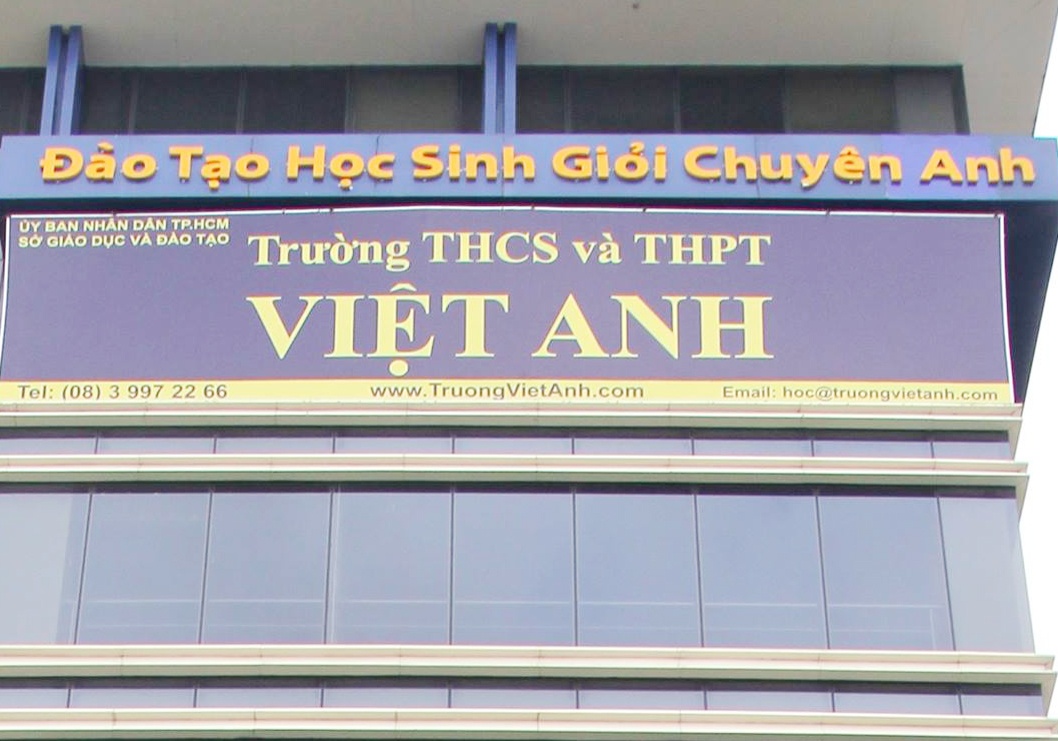 Đào Tạo Học Sinh Giỏi Chuyên Anh
ỦY BAN NHÂN DÂN TP.HCM
SỞ GIÁO DỤC VÀ ĐÀO TẠO
Trường THCS và THPT
VIỆT ANH
Tel: (08) 3 997 22 66
www.TruongVietAnh.com
Email: hoc@truongvietanh.com